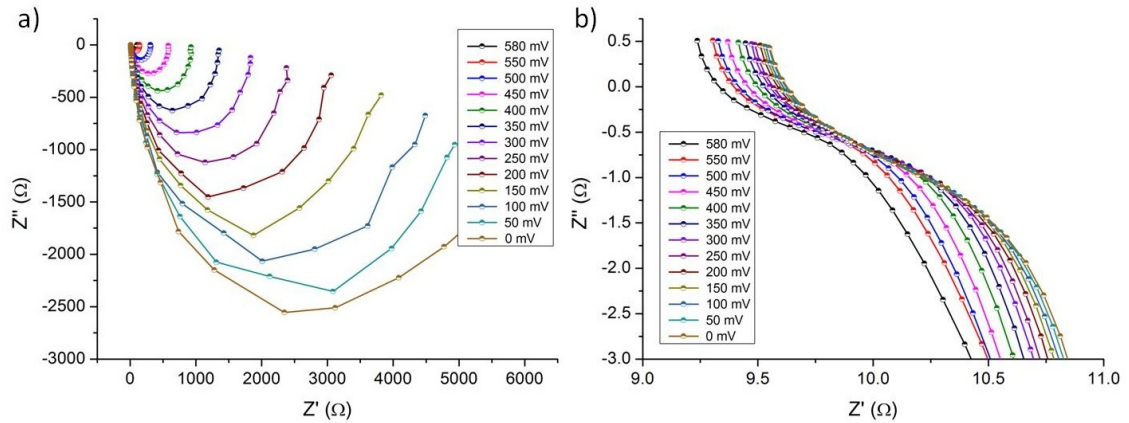 a)
Z'' (Ω)
0
-500
-1000
-1500
-2000
-2500
-3000
0 1000 2000 3000 4000 5000 6000
Z' (Ω)
580 mV
550 mV
500 mV
450 mV
400 mV
350 mV
300 mV
250 mV
200 mV
150 mV
100 mV
50 mV
0 mV
b)
Z'' (Ω)
0.5
0.0
-0.5
-1.0
-1.5
-2.0
-2.5
-3.0
9.0 9.5 10.0 10.5 11.0
Z' (Ω)
580 mV
550 mV
500 mV
450 mV
400 mV
350 mV
300 mV
250 mV
200 mV
150 mV
100 mV
50 mV
0 mV